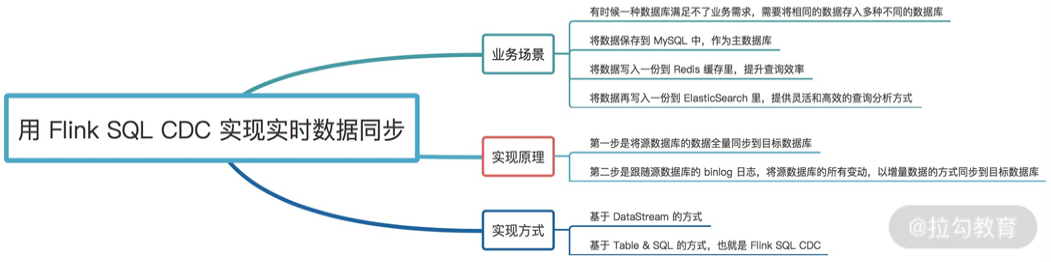 用 Flink SQL CDC 实现实时数据同步
业务场景
有时候一种数据库满足不了业务需求，需要将相同的数据存入多种不同的数据库
将数据保存到 MySQL 中，作为主数据库
将数据写入一份到 Redis 缓存里，提升查询效率
将数据再写入一份到 ElasticSearch 里，提供灵活和高效的查询分析方式
实现原理
第一步是将源数据库的数据全量同步到目标数据库
第二步是跟随源数据库的 binlog 日志，将源数据库的所有变动，以增量数据的方式同步到目标数据库
实现方式
基于 DataStream 的方式
基于 Table & SQL 的方式，也就是 Flink SQL CDC
@拉勾教育